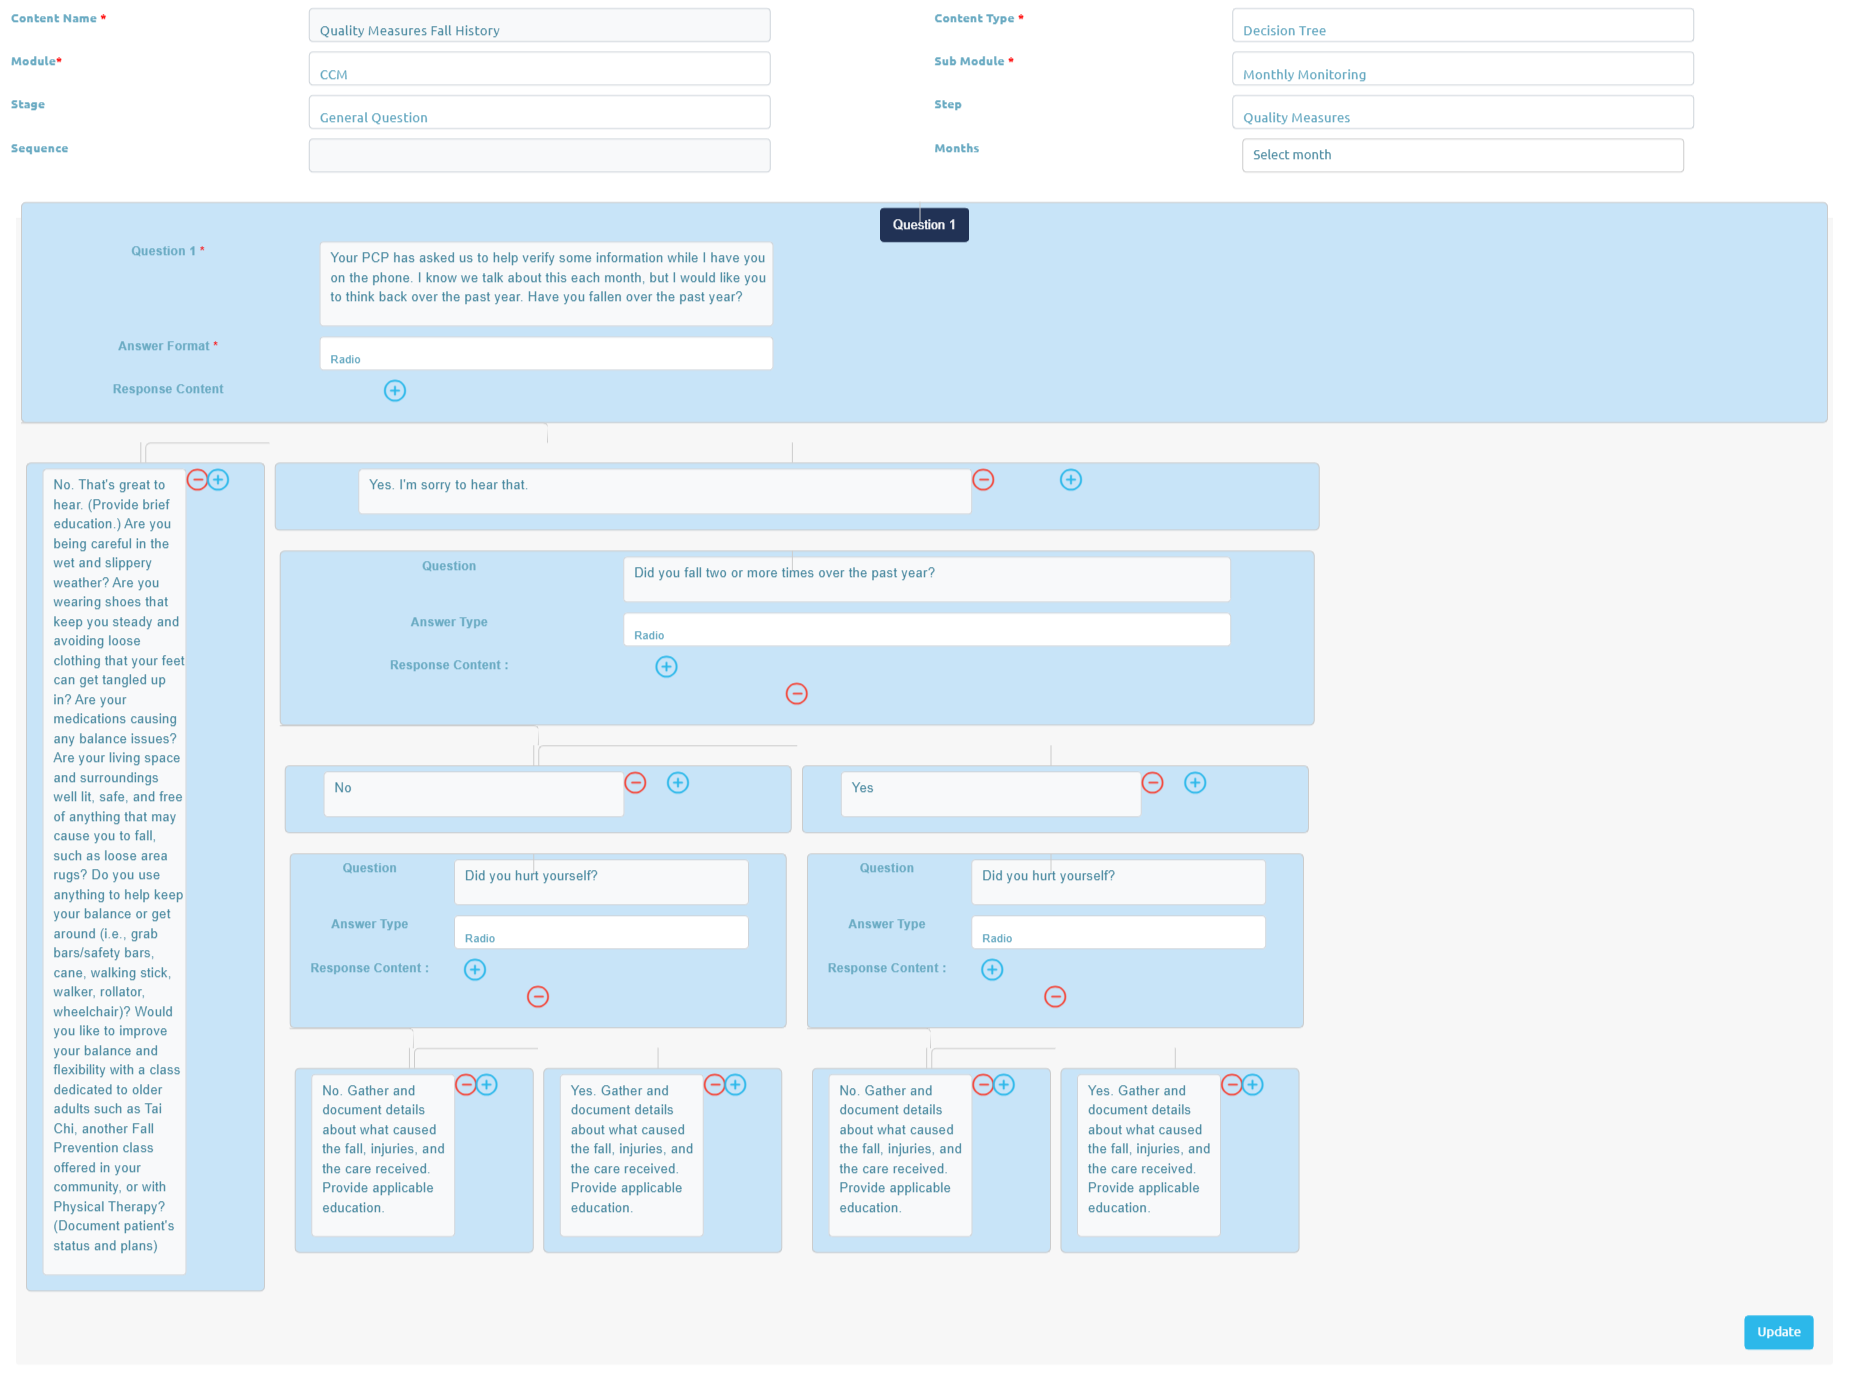 Content Name *
Quality Measures Fall History
Content Type *
Decision Tree
Module*
CCM
Sub Module *
Monthly Monitoring
Stage
General Question
Step
Quality Measures
Sequence
Months
Select month
Question 1
Question 1 *
Your PCP has asked us to help verify some information while I have you
on the phone. I know we talk about this each month, but I would like you
to think back over the past year. Have you fallen over the past year?
Answer Format *
Radio
Response Content
No. That's great to
hear. (Provide brief
education.) Are you
being careful in the
wet and slippery
weather? Are you
wearing shoes that
keep you steady and
avoiding loose
clothing that your feet
can get tangled up
in? Are your
medications causing
any balance issues?
Are your living space
and surroundings
well lit, safe, and free
of anything that may
cause you to fall,
such as loose area
rugs? Do you use
anything to help keep
your balance or get
around (i.e., grab
bars/safety bars,
cane, walking stick,
walker, rollator,
wheelchair)? Would
you like to improve
your balance and
flexibility with a class
dedicated to older
adults such as Tai
Chi, another Fall
Prevention class
offered in your
community, or with
Physical Therapy?
(Document patient's
status and plans)
Yes. I'm sorry to hear that.
Question
Did you fall two or more times over the past year?
Answer Type
Radio
Response Content :
No
Question
Did you hurt yourself?
Answer Type
Radio
Response Content :
No. Gather and
document details
about what caused
the fall, injuries, and
the care received.
Provide applicable
education.
Yes. Gather and
document details
about what caused
the fall, injuries, and
the care received.
Provide applicable
education.
Yes
Question
Did you hurt yourself?
Answer Type
Radio
Response Content :
No. Gather and
document details
about what caused
the fall, injuries, and
the care received.
Provide applicable
education.
Yes. Gather and
document details
about what caused
the fall, injuries, and
the care received.
Provide applicable
education.
Update